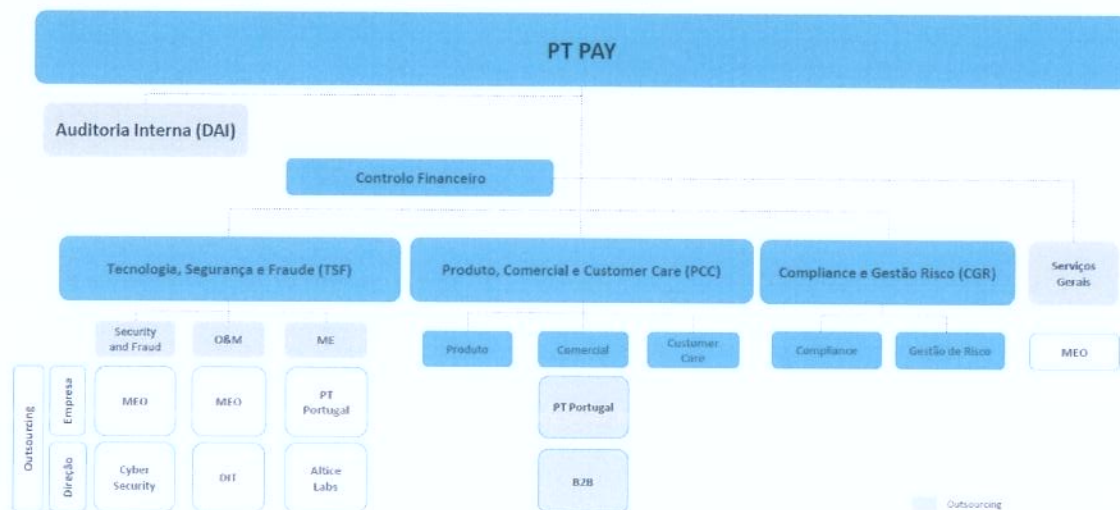 PT PAY
Auditoria Interna (DAI)
Controlo Financeiro
Tecnologia, Segurança e Fraude (TSF)
Produto, Comercial e Customer Care (PCC)
Compliance e Gestão Risco (CGR)
Serviços
Gerais
Security
and Fraud
O&M
ME
Produto
Comercial
Customer
Care
Compliance
Gestão de Risco
MEO
Outsourcing
Empresa
MEO
MEO
PT
Portugal
PT Portugal
Direção
Cyber
Security
DIT
Altice
Labs
B2B
Outsourcing